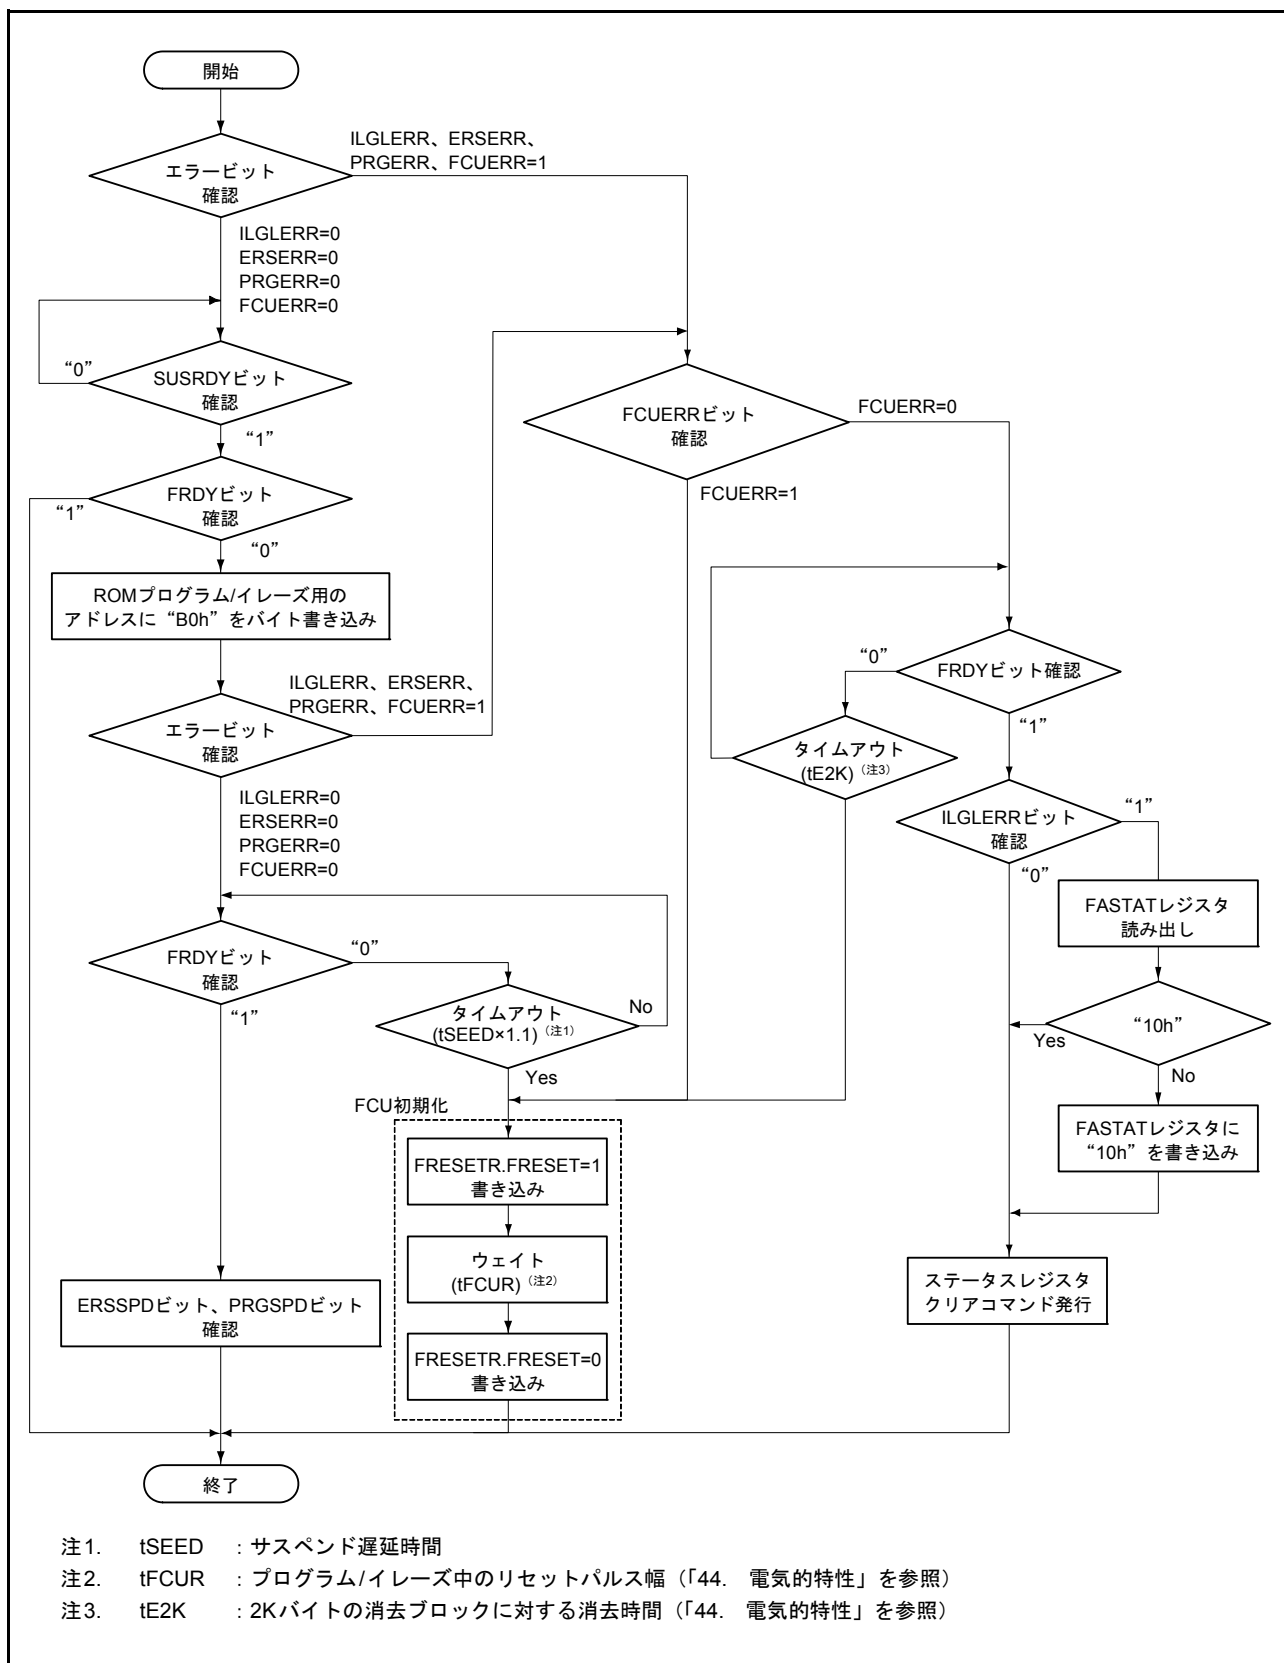 開始
エラービット
確認
ILGLERR、ERSERR、
PRGERR、FCUERR=1
ILGLERR=0
ERSERR=0
PRGERR=0
FCUERR=0
“0”
SUSRDYビット
確認
“1”
FCUERRビット
確認
FCUERR=0
FCUERR=1
FRDYビット
確認
“1”
“0”
ROMプログラム/イレーズ用の
アドレスに“B0h”をバイト書き込み
ILGLERR、ERSERR、
PRGERR、FCUERR=1
エラービット
確認
“0”
FRDYビット確認
“1”
タイムアウト
(tE2K)（注3）
ILGLERR=0
ERSERR=0
PRGERR=0
FCUERR=0
ILGLERRビット
確認
“1”
“0”
FASTATレジスタ
読み出し
FRDYビット
確認
“0”
“1”
タイムアウト
(tSEED×1.1)（注1）
No
Yes
“10h”
Yes
No
FCU初期化
FASTATレジスタに
“10h”を書き込み
FRESETR.FRESET=1
書き込み
ウェイト
(tFCUR)（注2）
FRESETR.FRESET=0
書き込み
ERSSPDビット、PRGSPDビット
確認
ステータスレジスタ
クリアコマンド発行
終了
注1. tSEED ：サスペンド遅延時間
注2. tFCUR ：プログラム/イレーズ中のリセットパルス幅（「44. 電気的特性」を参照）
注3. tE2K ：2Kバイトの消去ブロックに対する消去時間（「44. 電気的特性」を参照）